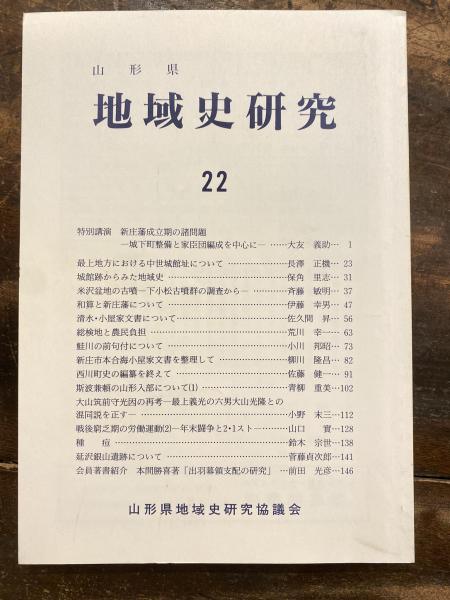 山形県
地域史研究
22
特別講演 新庄藩成立期の諸問題
―城下町整備と家臣団編成を中心に― ……大友 義助… 1
最上地方における中世城館址について ………………長澤 正機… 23
城館跡からみた地域史 …………………………………保角 里志… 31
米沢盆地の古墳―下小松古墳群の調査から― …………斉藤 敏明… 37
和算と新庄藩について …………………………………伊藤 幸男… 47
清水・小屋家文書について………………………………佐久間 昇… 56
総検地と農民負担 ………………………………………荒川 幸一… 63
鮭川の前句付について …………………………………小川 邦昭… 73
新庄市本合海小屋家文書を整理して ………………柳川 隆昌… 82
西川町史の編纂を終えて ………………………………佐藤 健一… 91
斯波兼頼の山形入部について⑴ ………………………青柳 重美…102
大山筑前守光因の再考―最上義光の六男大山光隆との
混同説を正す― …………………………………………小野 末三…112
戦後窮乏期の労働運動⑵―年末闘争と2・1スト―…………山口 實…128
種 痘 ……………………………………………………鈴木 宗世…138
延沢銀山遺跡について …………………………………菅藤貞次郎…141
会員著書紹介 本間勝喜著「出羽幕領支配の研究」 …前田 光彦…146
山形県地域史研究協議会